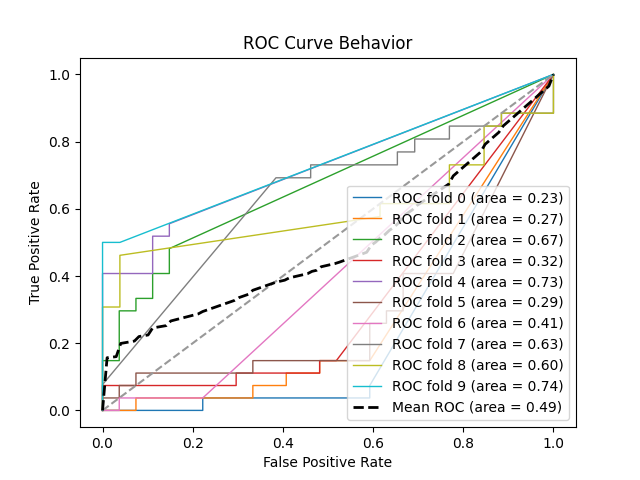 ROC Curve Behavior
True Positive Rate
1.0
0.8
0.6
0.4
0.2
0.0
ROC fold 0 (area = 0.23)
ROC fold 1 (area = 0.27)
ROC fold 2 (area = 0.67)
ROC fold 3 (area = 0.32)
ROC fold 4 (area = 0.73)
ROC fold 5 (area = 0.29)
ROC fold 6 (area = 0.41)
ROC fold 7 (area = 0.63)
ROC fold 8 (area = 0.60)
ROC fold 9 (area = 0.74)
Mean ROC (area = 0.49)
0.0 0.2 0.4 0.6 0.8 1.0
False Positive Rate